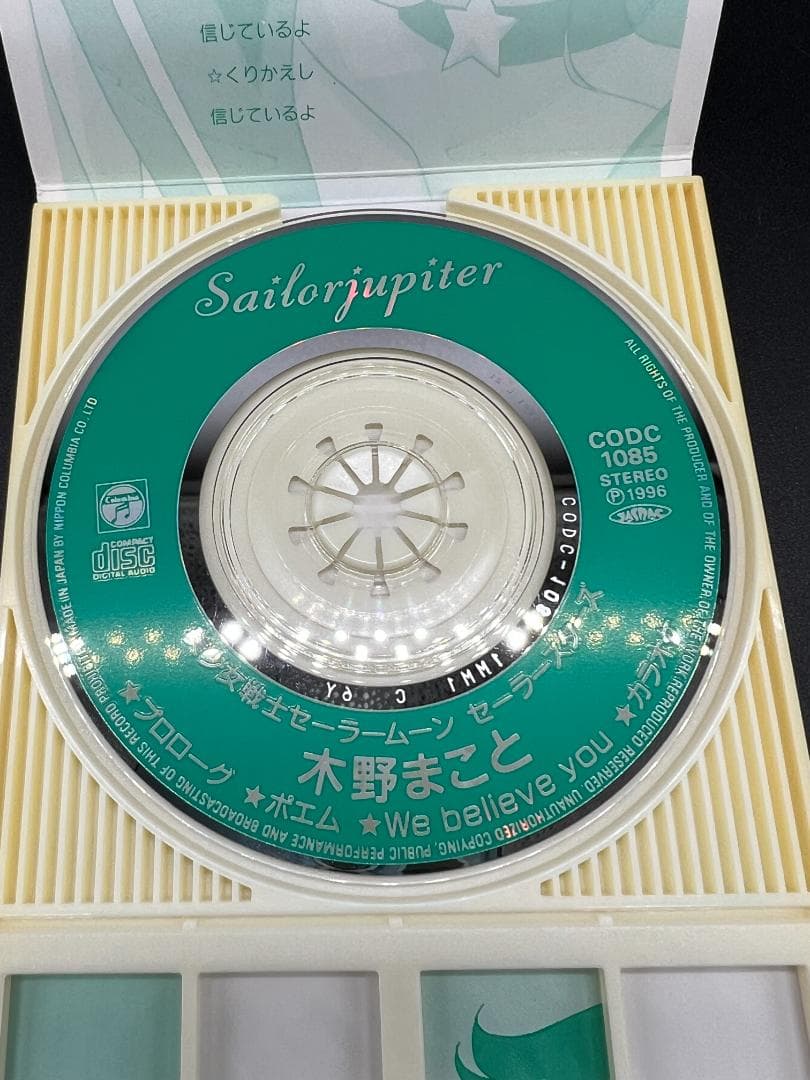 信じているよ
☆くりかえし
信じているよ
Sailorjupiter
CODC
1085
STEREO
Ⓟ1996
JASRAC
Columbia
COMPACT
disc
DIGITAL AUDIO
少女戦士セーラームーン セーラースターズ
木野まこと
★プロローグ ★ポエム ★We believe you ★カラオケ
MADE IN JAPAN BY NIPPON COLUMBIA CO. LTD
ALL RIGHTS OF THE PRODUCER AND OF THE OWNER OF THE WORK REPRODUCED RESERVED. UNAUTHORIZED COPYING, PUBLIC PERFORMANCE AND BROADCASTING OF THIS RECORD PROHIBITED
1MM1 C 6Y